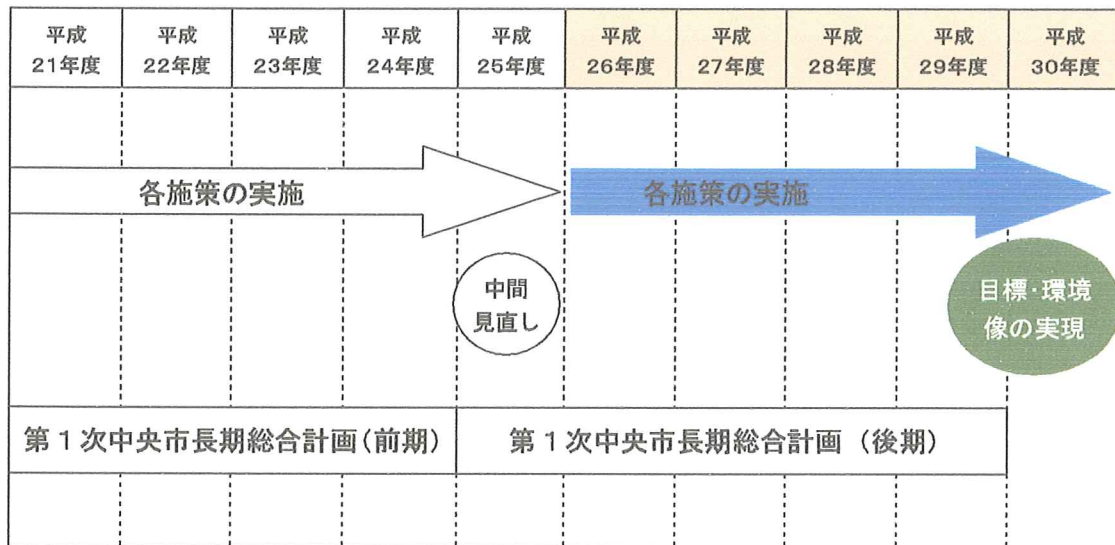 平成 平成 平成 平成 平成 平成 平成 平成 平成 平成
21年度 22年度 23年度 24年度 25年度 26年度 27年度 28年度 29年度 30年度
各施策の実施 各施策の実施
中間
見直し
目標・環境
像の実現
第1次中央市長期総合計画(前期) 第1次中央市長期総合計画 (後期)